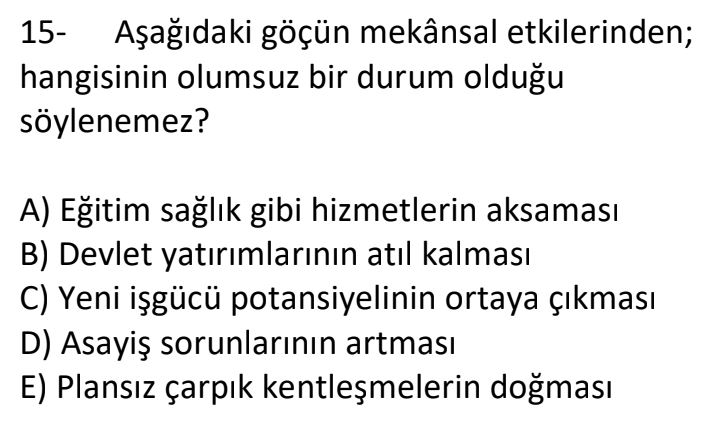 15- Aşağıdaki göçün mekânsal etkilerinden;
hangisinin olumsuz bir durum olduğu
söylenemez?
A) Eğitim sağlık gibi hizmetlerin aksaması
B) Devlet yatırımlarının atıl kalması
C) Yeni işgücü potansiyelinin ortaya çıkması
D) Asayiş sorunlarının artması
E) Plansız çarpık kentleşmelerin doğması